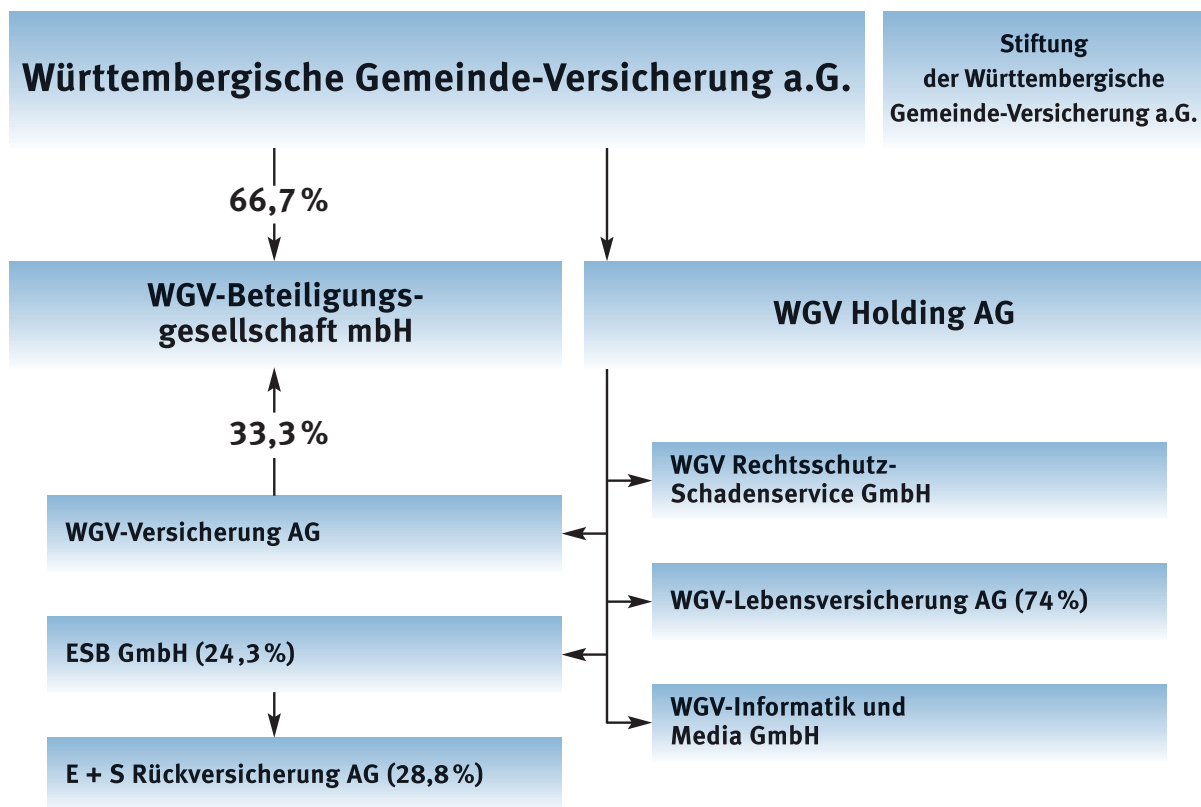 Württembergische Gemeinde-Versicherung a.G.
Stiftung
der Württembergische
Gemeinde-Versicherung a.G.
66,7 %
WGV-Beteiligungs-
gesellschaft mbH
WGV Holding AG
33,3 %
WGV Rechtsschutz-
Schadenservice GmbH
WGV-Versicherung AG
WGV-Lebensversicherung AG (74 %)
ESB GmbH (24,3 %)
WGV-Informatik und
Media GmbH
E + S Rückversicherung AG (28,8 %)